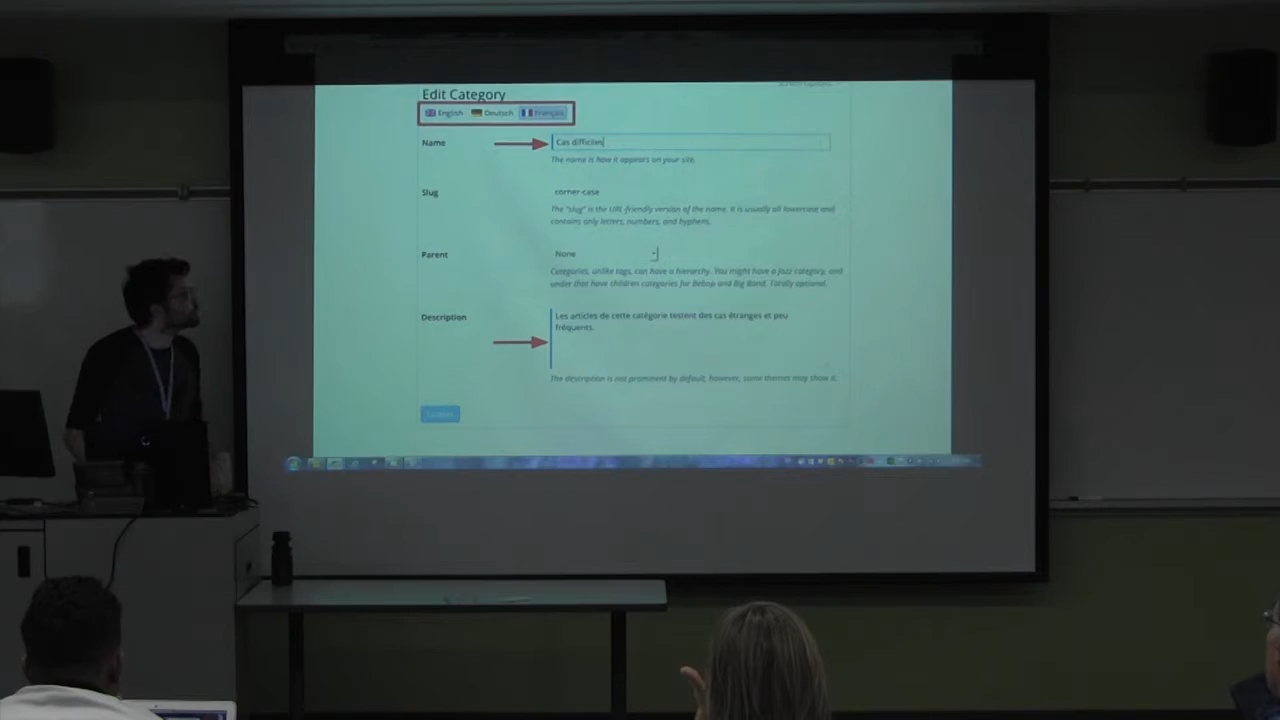 Edit Category
English Deutsch Français
Name
Cas difficiles
The name is how it appears on your site.
Slug
corner-case
The "slug" is the URL-friendly version of the name. It is usually all lowercase and
contains only letters, numbers, and hyphens.
Parent
None
Categories, unlike tags, can have a hierarchy. You might have a Jazz category, and
under that have children categories for Bebop and Big Band. Totally optional.
Description
Les articles de cette catégorie testent des cas étranges et peu
fréquents.
The description is not prominent by default; however, some themes may show it.